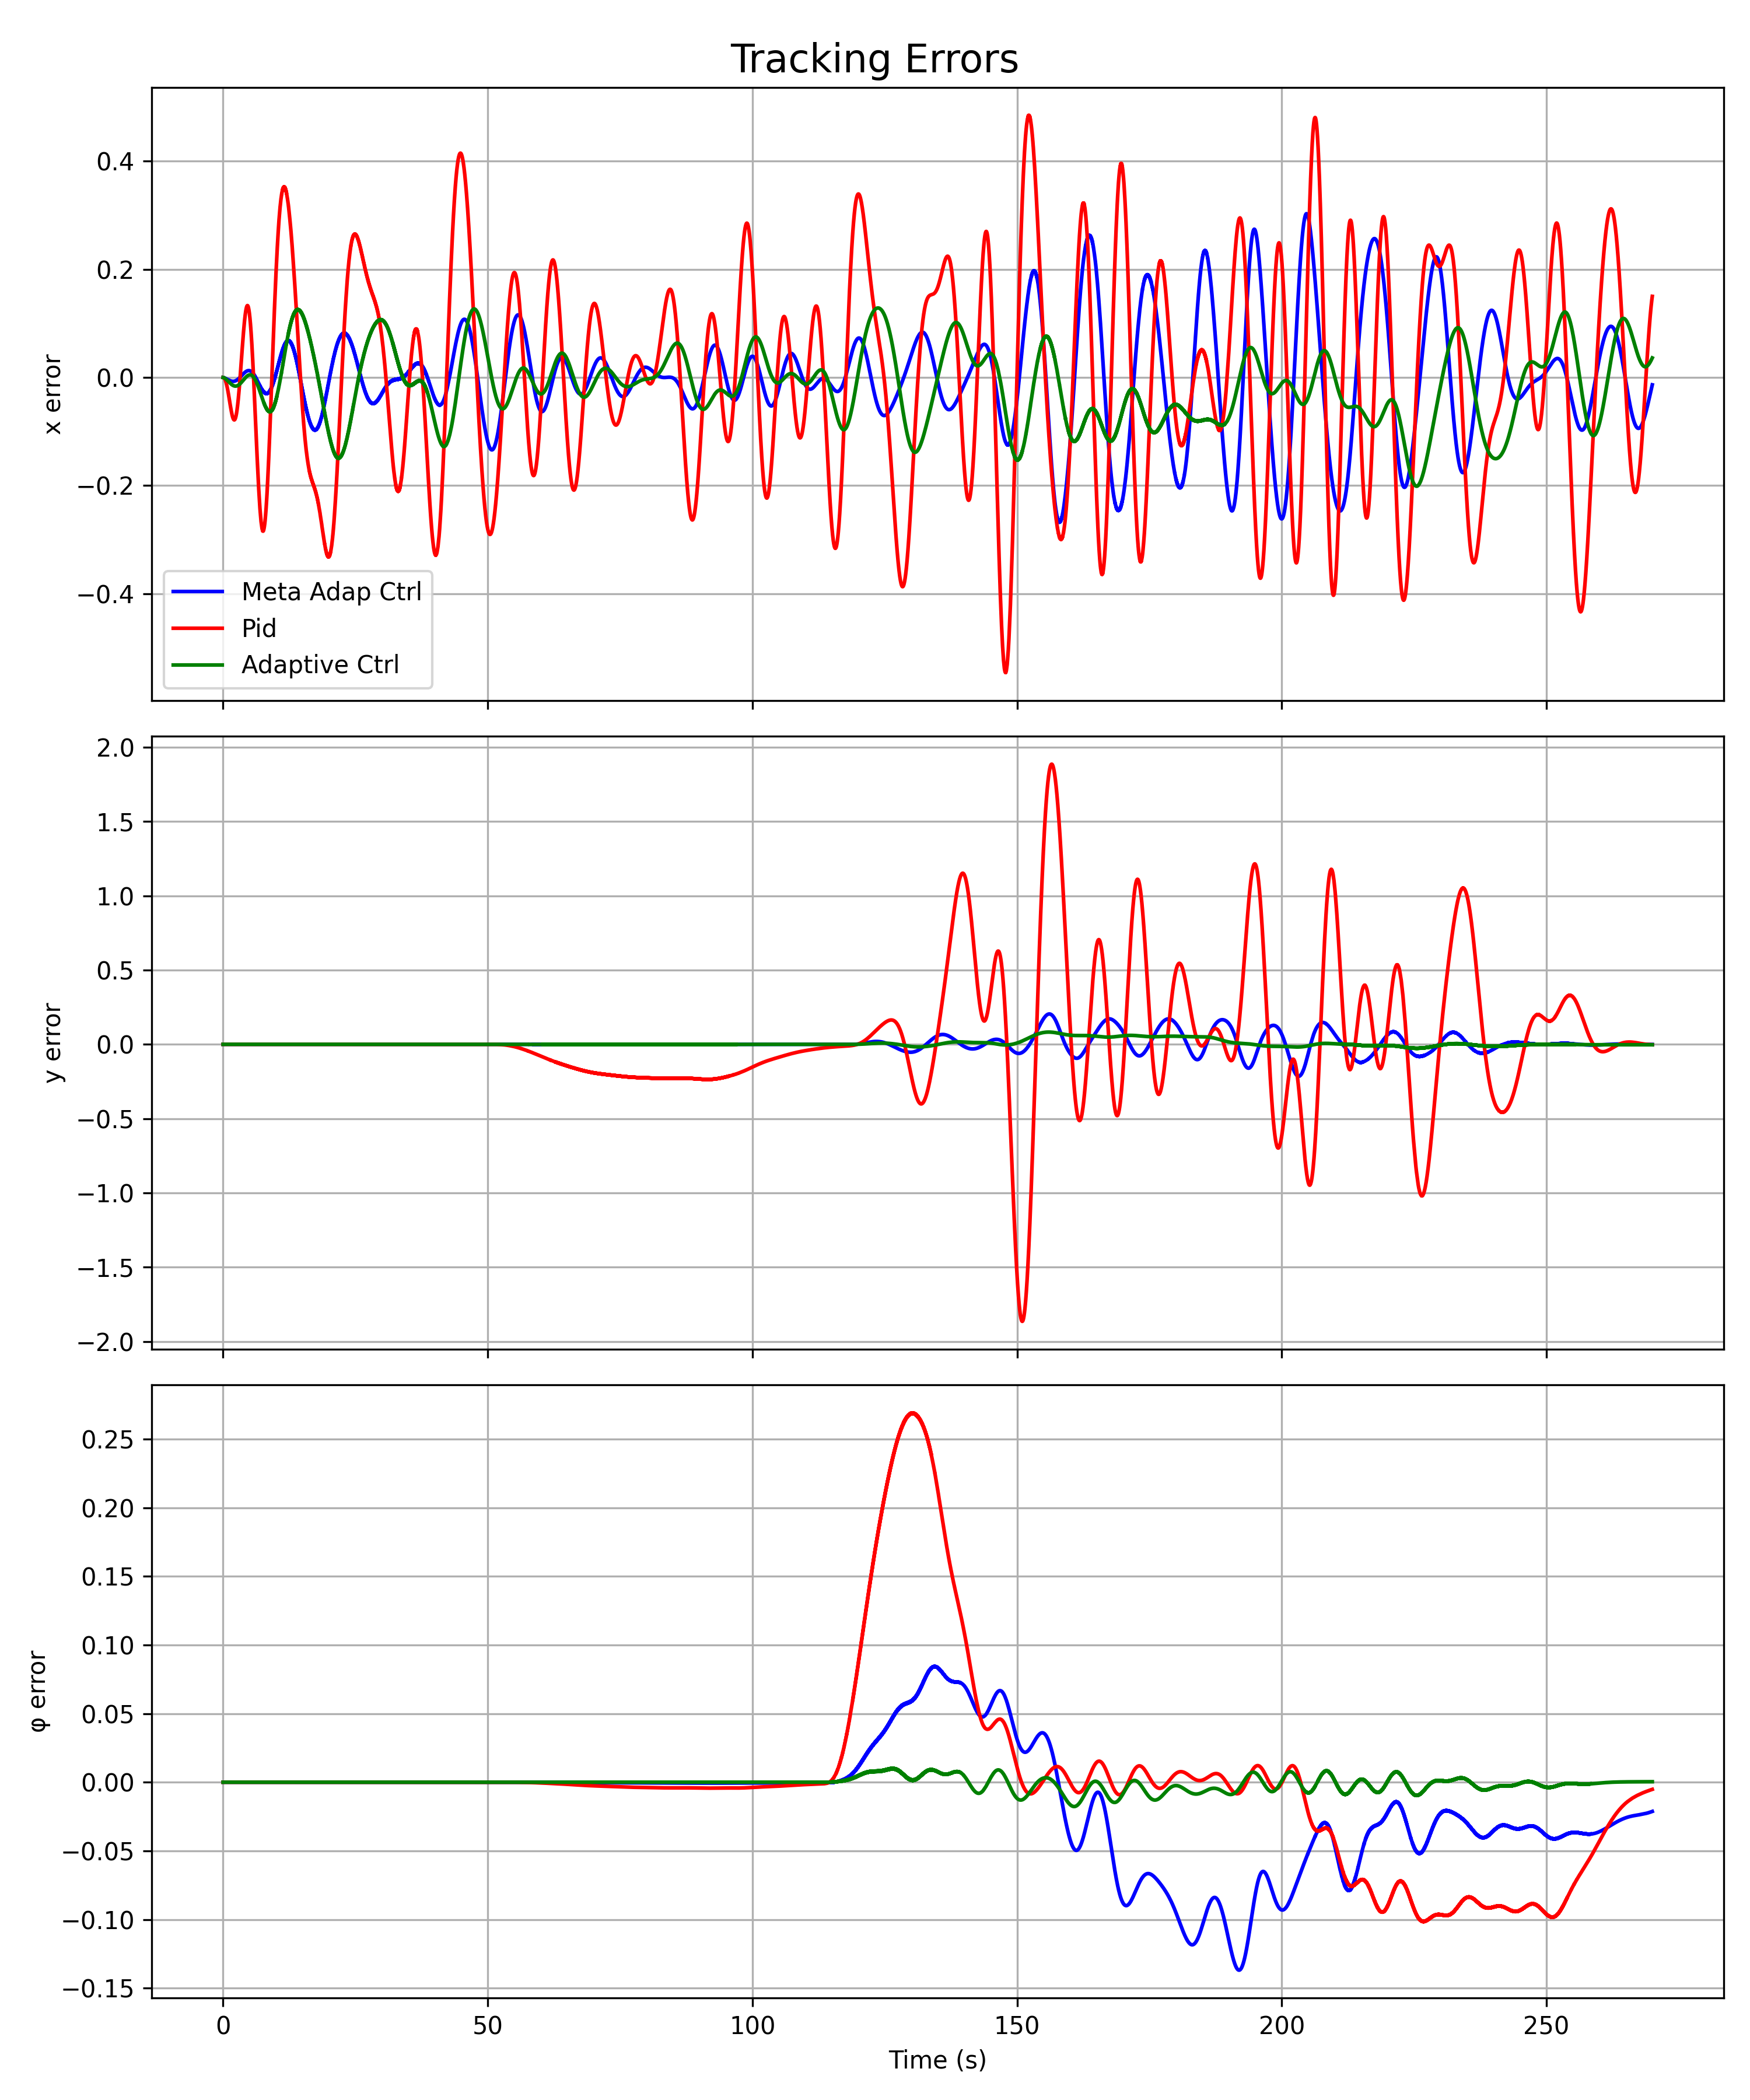 Tracking Errors
0.4
0.2
0.0
−0.2
−0.4
x error
Meta Adap Ctrl
Pid
Adaptive Ctrl
2.0
1.5
1.0
0.5
0.0
−0.5
−1.0
−1.5
−2.0
y error
0.25
0.20
0.15
0.10
0.05
0.00
−0.05
−0.10
−0.15
φ error
0 50 100 150 200 250
Time (s)